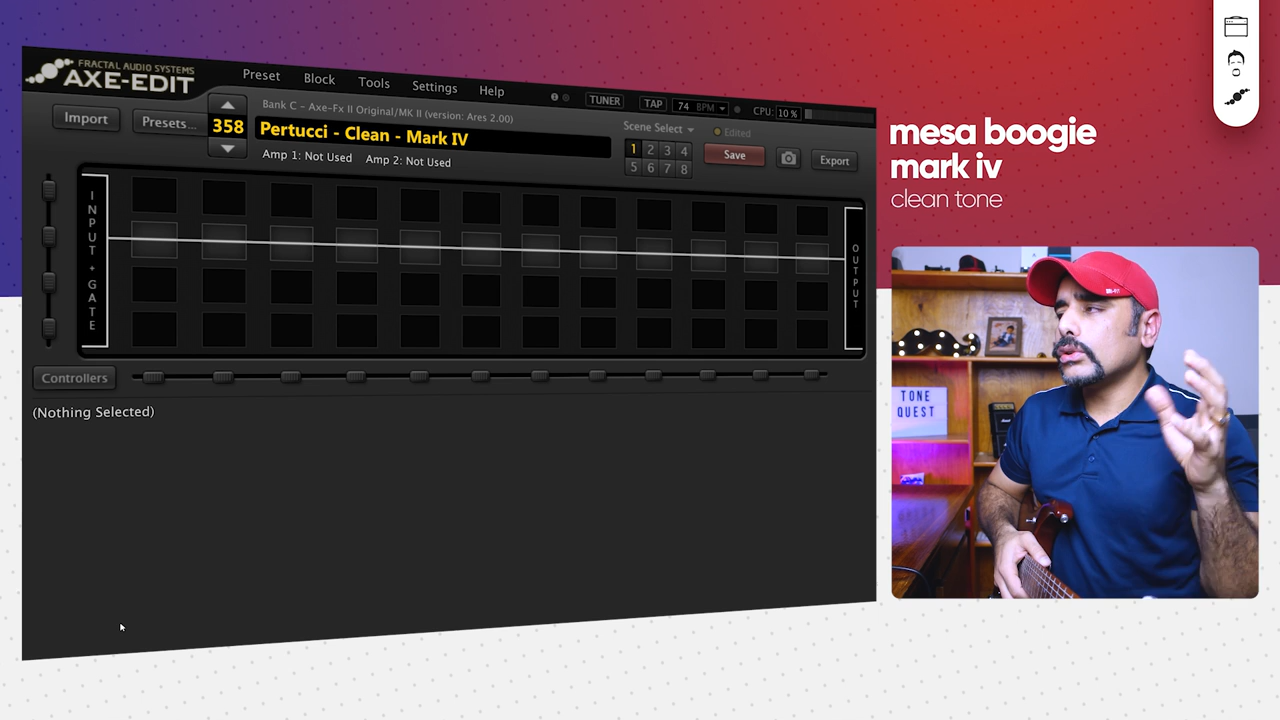 FRACTAL AUDIO SYSTEMS
AXE-EDIT
Preset Block Tools Settings Help
TUNER TAP 74 BPM CPU: 10 %
Import Presets... 358
Bank C - Axe-Fx II Original/MK II (version: Ares 2.00)
Pertucci - Clean - Mark IV
Amp 1: Not Used Amp 2: Not Used
Scene Select
1 2 3 4
5 6 7 8
Edited
Save Export
INPUT + GATE
OUTPUT
Controllers
(Nothing Selected)
mesa boogie
mark iv
clean tone
TONE
QUEST